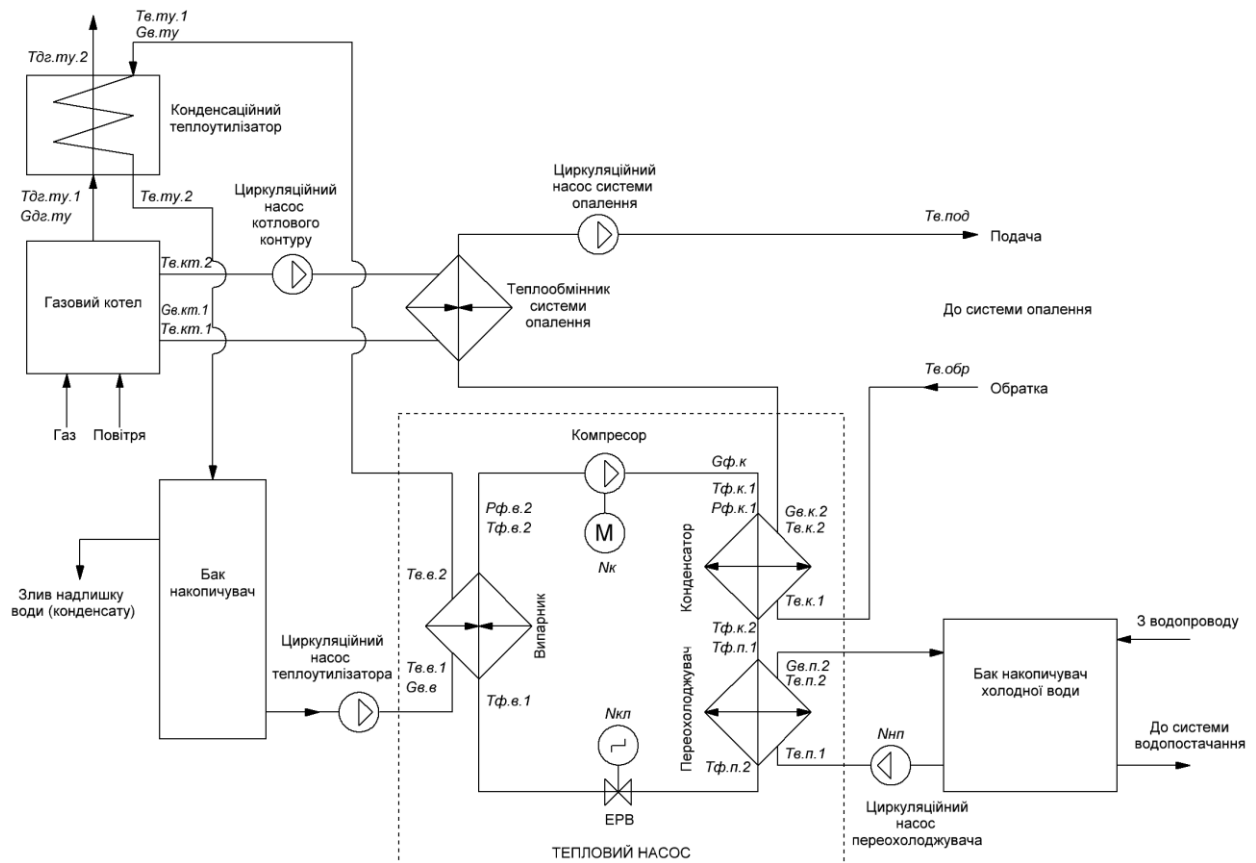 Тв.ту.1
Gв.ту
Тдг.ту.2
Конденсаційний
теплоутилізатор
Тдг.ту.1
Gдг.ту
Тв.ту.2
Циркуляційний
насос
котлового
контуру
Циркуляційний
насос системи
опалення
Тв.под
Подача
Тв.кт.2
Газовий котел
Gв.кт.1
Тв.кт.1
Теплообмінник
системи
опалення
До системи опалення
Тв.обр
Обратка
Газ
Повітря
Компресор
Gф.к
Тф.к.1
Рф.к.1
Рф.в.2
Тф.в.2
Gв.к.2
Тв.к.2
М
Nк
Конденсатор
Бак
накопичувач
Тв.в.2
Злив надлишку
води (конденсату)
Тв.к.1
Випарник
Тф.к.2
Тф.п.1
З водопроводу
Циркуляційний
насос
теплоутилізатора
Тв.в.1
Gв.в
Переохолоджувач
Gв.п.2
Тв.п.2
Бак накопичувач
холодної води
Тф.в.1
Nкл
Nнп
До системи
водопостачання
Тв.п.1
Тф.п.2
ЕРВ
Циркуляційний
насос
переохолоджувача
ТЕПЛОВИЙ НАСОС